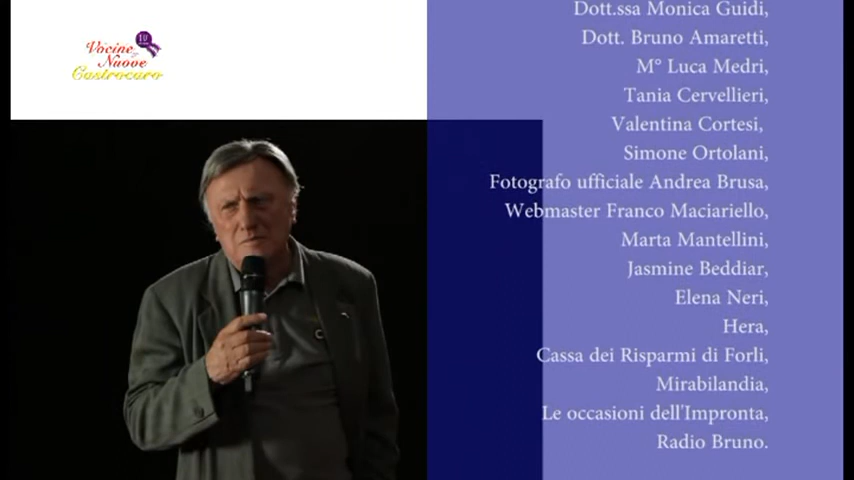 Vocine
Nuove
Castrocaro
Dott.ssa Monica Guidi,
Dott. Bruno Amaretti,
M° Luca Medri,
Tania Cervellieri,
Valentina Cortesi,
Simone Ortolani,
Fotografo ufficiale Andrea Brusa,
Webmaster Franco Maciariello,
Marta Mantellini,
Jasmine Beddiar,
Elena Neri,
Hera,
Cassa dei Risparmi di Forli,
Mirabilandia,
Le occasioni dell'Impronta,
Radio Bruno.